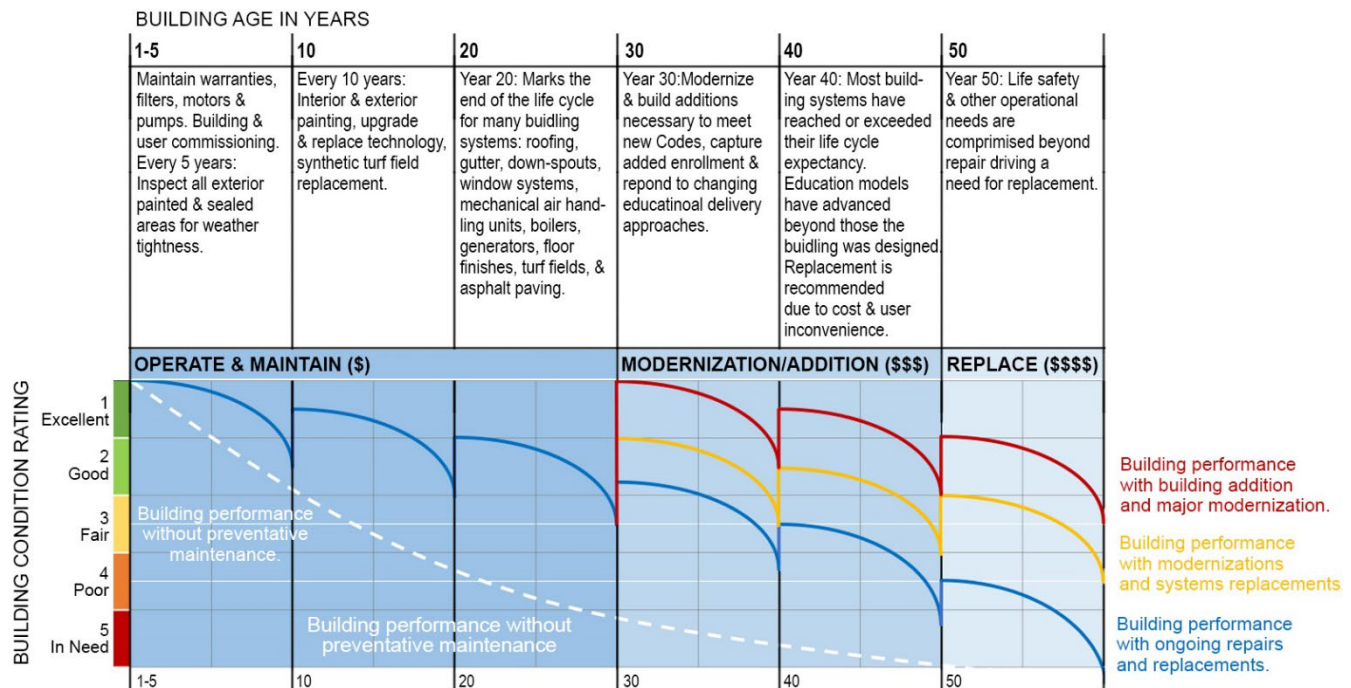 BUILDING AGE IN YEARS
1-5
Maintain warranties,
filters, motors &
pumps. Building &
user commissioning.
Every 5 years:
Inspect all exterior
painted & sealed
areas for weather
tightness.
10
Every 10 years:
Interior & exterior
painting, upgrade
& replace technology,
synthetic turf field
replacement.
20
Year 20: Marks the
end of the life cycle
for many buidling
systems: roofing,
gutter, down-spouts,
window systems,
mechanical air hand-
ling units, boilers,
generators, floor
finishes, turf fields, &
asphalt paving.
30
Year 30:Modernize
& build additions
necessary to meet
new Codes, capture
added enrollment &
repond to changing
educatinoal delivery
approaches.
40
Year 40: Most build-
ing systems have
reached or exceeded
their life cycle
expectancy.
Education models
have advanced
beyond those the
buidling was designed.
Replacement is
recommended
due to cost & user
inconvenience.
50
Year 50: Life safety
& other operational
needs are
comprimised beyond
repair driving a
need for replacement.
OPERATE & MAINTAIN ($)
MODERNIZATION/ADDITION ($$$)
REPLACE ($$$$)
BUILDING CONDITION RATING
1
Excellent
2
Good
3
Fair
4
Poor
5
In Need
Building performance
without preventative
maintenance.
Building performance without
preventative maintenance
Building performance
with building addition
and major modernization.
Building performance
with modernizations
and systems replacements
Building performance
with ongoing repairs
and replacements.
1-5
10
20
30
40
50